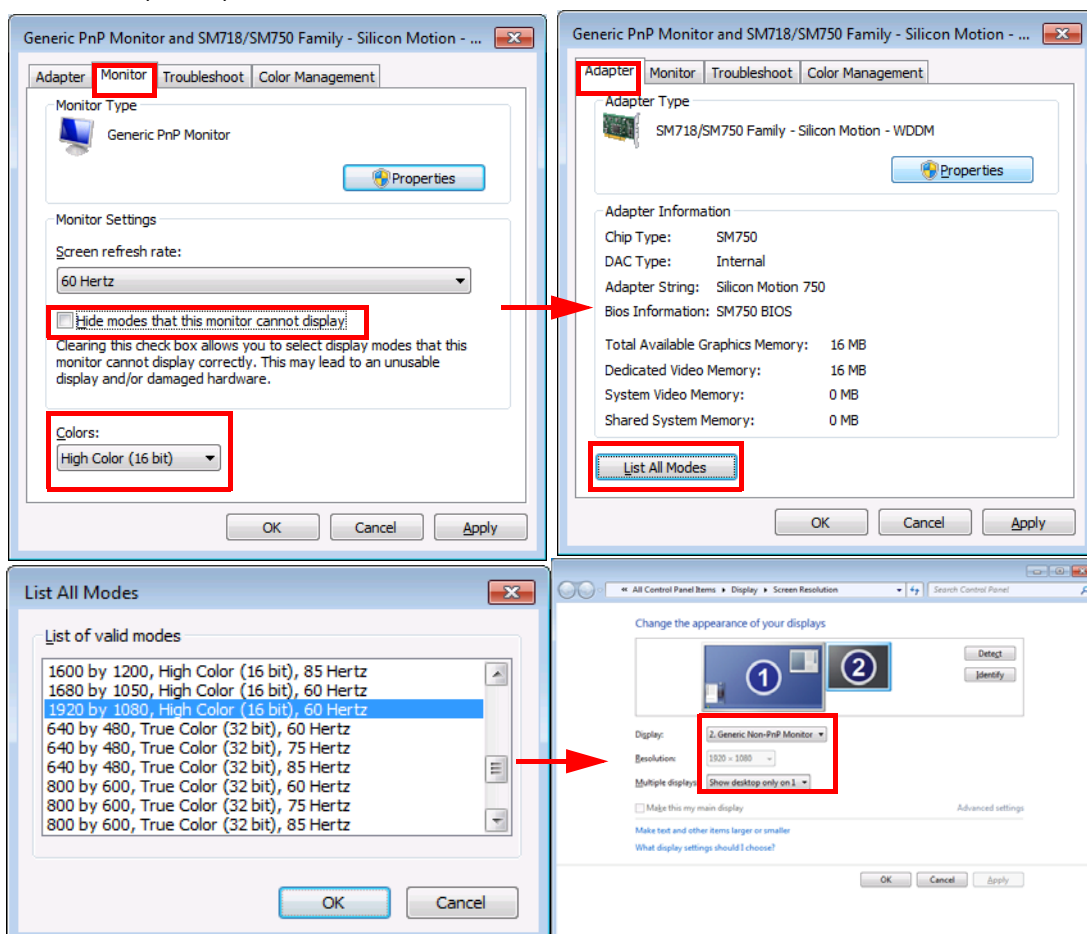 Generic PnP Monitor and SM718/SM750 Family - Silicon Motion - ...
Adapter Monitor Troubleshoot Color Management
Monitor Type
Generic PnP Monitor
Properties
Monitor Settings
Screen refresh rate:
60 Hertz
Hide modes that this monitor cannot display
Clearing this check box allows you to select display modes that this
monitor cannot display correctly. This may lead to an unusable
display and/or damaged hardware.
Colors:
High Color (16 bit)
OK Cancel Apply
Generic PnP Monitor and SM718/SM750 Family - Silicon Motion - ...
Adapter Monitor Troubleshoot Color Management
Adapter Type
SM718/SM750 Family - Silicon Motion - WDDM
Properties
Adapter Information
Chip Type: SM750
DAC Type: Internal
Adapter String: Silicon Motion 750
Bios Information: SM750 BIOS
Total Available Graphics Memory: 16 MB
Dedicated Video Memory: 16 MB
System Video Memory: 0 MB
Shared System Memory: 0 MB
List All Modes
OK Cancel Apply
List All Modes
List of valid modes
1600 by 1200, High Color (16 bit), 85 Hertz
1680 by 1050, High Color (16 bit), 60 Hertz
1920 by 1080, High Color (16 bit), 60 Hertz
640 by 480, True Color (32 bit), 60 Hertz
640 by 480, True Color (32 bit), 75 Hertz
640 by 480, True Color (32 bit), 85 Hertz
800 by 600, True Color (32 bit), 60 Hertz
800 by 600, True Color (32 bit), 75 Hertz
800 by 600, True Color (32 bit), 85 Hertz
OK Cancel
« All Control Panel Items Display Screen Resolution Search Control Panel
Change the appearance of your displays
1 2
Detect
Identify
Display: 2. Generic Non-PnP Monitor
Resolution: 1920 × 1080
Multiple displays: Show desktop only on 1
Make this my main display Advanced settings
Make text and other items larger or smaller
What display settings should I choose?
OK Cancel Apply